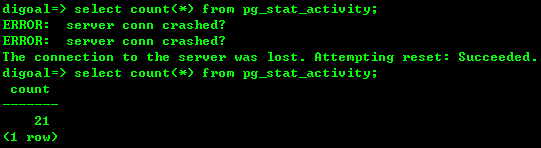 digoal=> select count(*) from pg_stat_activity;
ERROR:  server conn crashed?
ERROR:  server conn crashed?
The connection to the server was lost. Attempting reset: Succeeded.
digoal=> select count(*) from pg_stat_activity;
 count
-------
    21
(1 row)